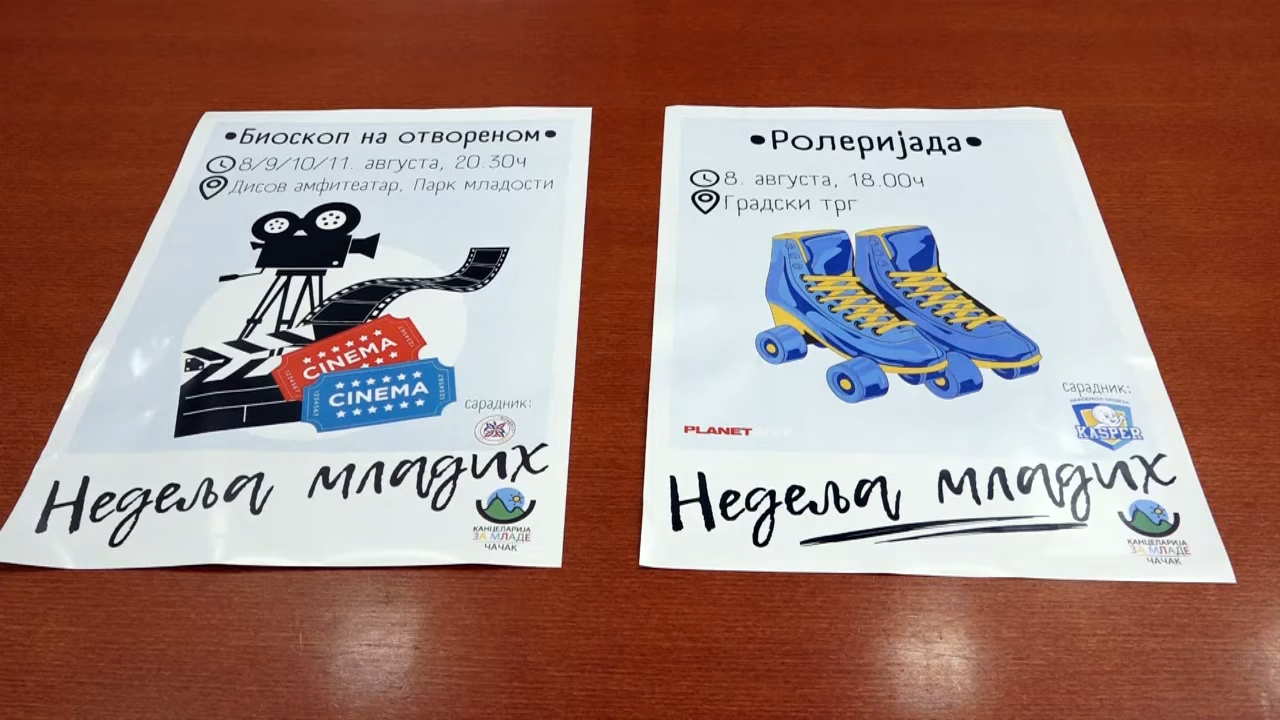 •Биоскоп на отвореном•
8/9/10/11. августа, 20.30ч
Дисов амфитеатар, Парк младости
CINEMA
CINEMA
сарадник:
Недеља младих
КАНЦЕЛАРИЈА
ЗА МЛАДЕ
ЧАЧАК
•Ролеријада•
8. августа, 18.00ч
Градски трг
сарадник:
KASPER
PLANET
Недеља младих
КАНЦЕЛАРИЈА
ЗА МЛАДЕ
ЧАЧАК